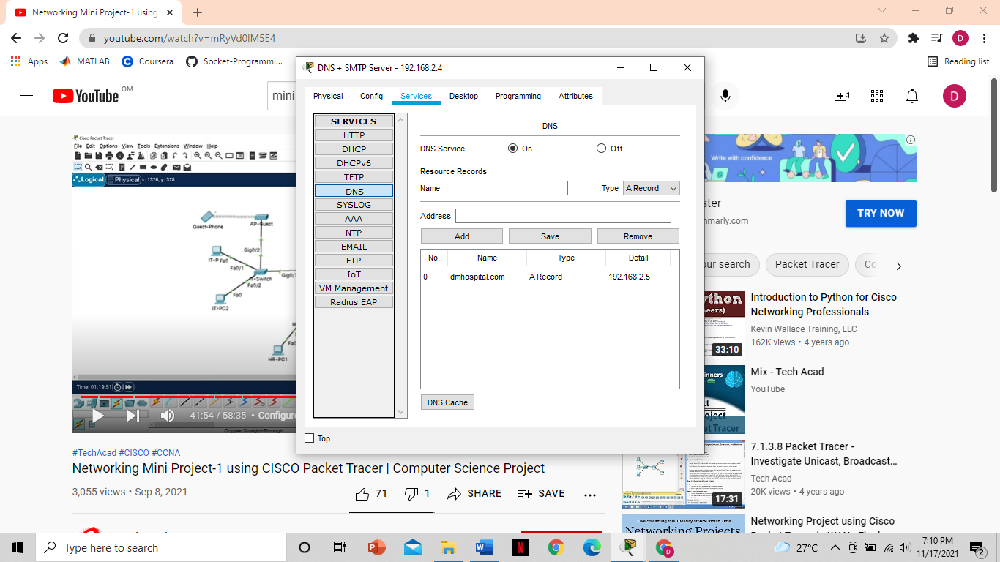 Networking Mini Project-1 using
youtube.com/watch?v=mRyVd0IM5E4
D
Apps
MATLAB
Coursera
Socket-Programmi...
Reading list
YouTube
OM
mini
D
DNS + SMTP Server - 192.168.2.4
Physical
Config
Services
Desktop
Programming
Attributes
SERVICES
HTTP
DHCP
DHCPv6
TFTP
DNS
SYSLOG
AAA
NTP
EMAIL
FTP
IoT
VM Management
Radius EAP
DNS
DNS Service
On
Off
Resource Records
Name
Type
A Record
Address
Add
Save
Remove
No.
Name
Type
Detail
0
dmhospital.com
A Record
192.168.2.5
DNS Cache
Top
Cisco Packet Tracer
File Edit Options View Tools Extensions Window Help
Logical
Physical
x: 1376, y: 378
Guest-Phone
AP-Guest
Gig0/2
IT-P
Fa0
Fa0/1
IT-Switch
Gig0/
Fa0/2
Fa0
IT-PC2
Fa0
HR-PC1
Time: 01:19:51
41:54 / 58:35 • Configure
Copper Straight-Through
#TechAcad #CISCO #CCNA
Networking Mini Project-1 using CISCO Packet Tracer | Computer Science Project
3,055 views • Sep 8, 2021
71
1
SHARE
SAVE
Write with confidence
ster
nmarly.com
TRY NOW
our search
Packet Tracer
Co
ython
eers)
33:10
Introduction to Python for Cisco
Networking Professionals
Kevin Wallace Training, LLC
162K views • 4 years ago
inners
ct
oject
et Tracer
Mix - Tech Acad
YouTube
17:31
7.1.3.8 Packet Tracer -
Investigate Unicast, Broadcast...
Tech Acad
20K views • 4 years ago
Live Streaming this Tuesday at 9PM Indian Time
Networking Projects
Networking Project using Cisco
Type here to search
27°C
7:10 PM
11/17/2021
2